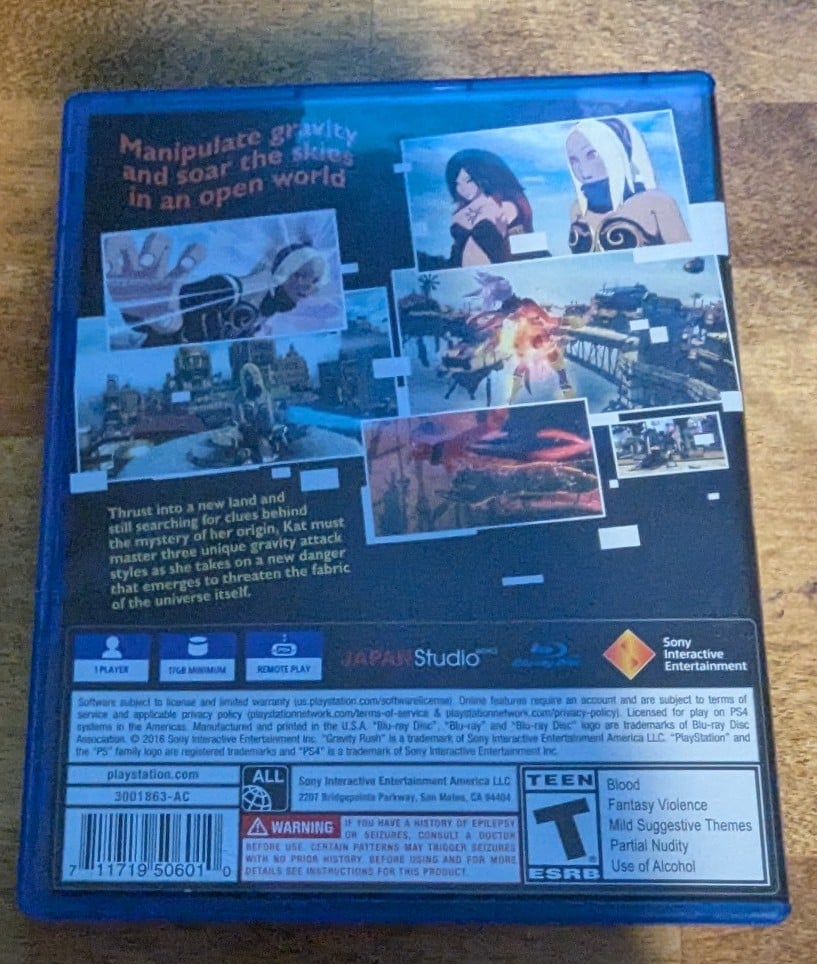 Manipulate gravity
and soar the skies
in an open world
Thrust into a new land and
still searching for clues behind
the mystery of her origin, Kat must
master three unique gravity attack
styles as she takes on a new danger
that emerges to threaten the fabric
of the universe itself.
1 PLAYER
17GB MINIMUM
REMOTE PLAY
JAPAN Studio
Blu-ray Disc
Sony
Interactive
Entertainment
Software subject to license and limited warranty (us.playstation.com/softwarelicense). Online features require an account and are subject to terms of
service and applicable privacy policy (playstationnetwork.com/terms-of-service & playstationnetwork.com/privacy-policy). Licensed for play on PS4
systems in the Americas. Manufactured and printed in the U.S.A. "Blu-ray Disc", "Blu-ray" and "Blu-ray Disc" logo are trademarks of Blu-ray Disc
Association. © 2016 Sony Interactive Entertainment Inc. "Gravity Rush" is a trademark of Sony Interactive Entertainment America LLC. "PlayStation" and
the "PS" family logo are registered trademarks and "PS4" is a trademark of Sony Interactive Entertainment Inc.
playstation.com
3001863-AC
7 11719 50601 0
ALL
Sony Interactive Entertainment America LLC
2207 Bridgepointe Parkway, San Mateo, CA 94404
WARNING IF YOU HAVE A HISTORY OF EPILEPSY
OR SEIZURES, CONSULT A DOCTOR
BEFORE USE. CERTAIN PATTERNS MAY TRIGGER SEIZURES
WITH NO PRIOR HISTORY. BEFORE USING AND FOR MORE
DETAILS SEE INSTRUCTIONS FOR THIS PRODUCT.
TEEN
T
ESRB
Blood
Fantasy Violence
Mild Suggestive Themes
Partial Nudity
Use of Alcohol